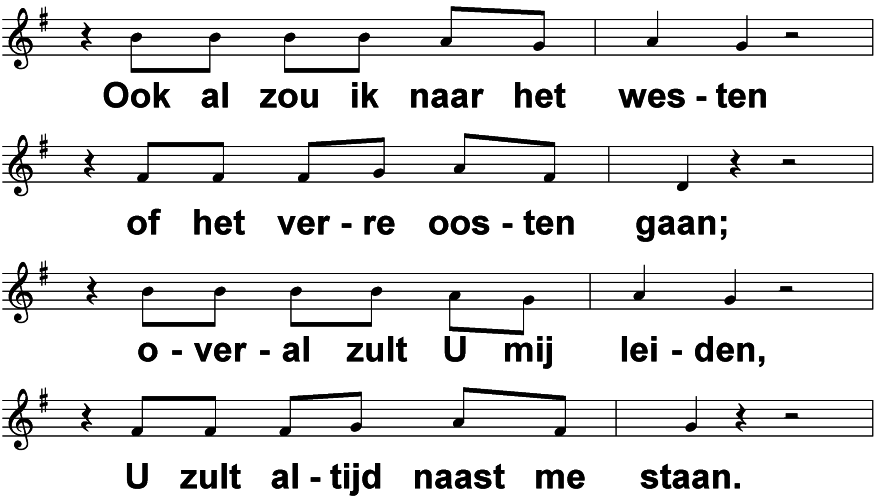 Ook al zou ik naar het wes - ten
of het ver - re oos - ten gaan;
o - ver - al zult U mij lei - den,
U zult al - tijd naast me staan.